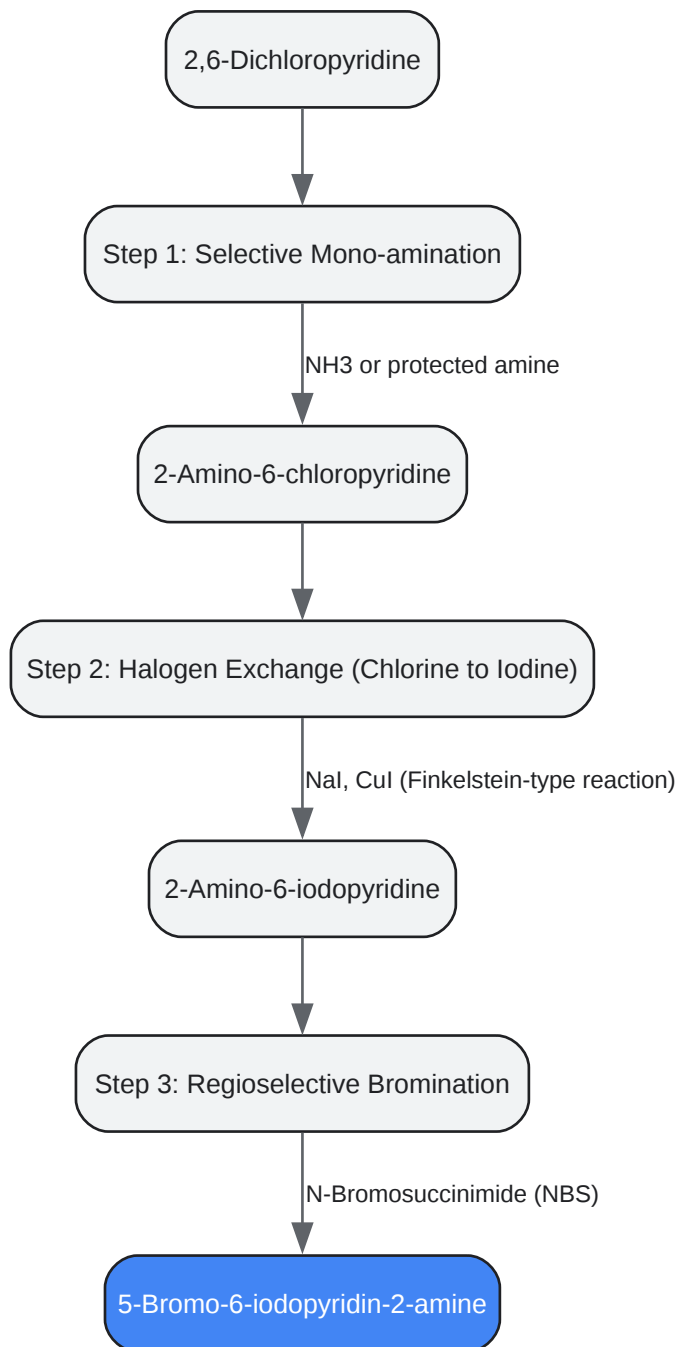 2,6-Dichloropyridine
Step 1: Selective Mono-amination
NH3 or protected amine
2-Amino-6-chloropyridine
Step 2: Halogen Exchange (Chlorine to Iodine)
NaI, CuI (Finkelstein-type reaction)
2-Amino-6-iodopyridine
Step 3: Regioselective Bromination
N-Bromosuccinimide (NBS)
5-Bromo-6-iodopyridin-2-amine